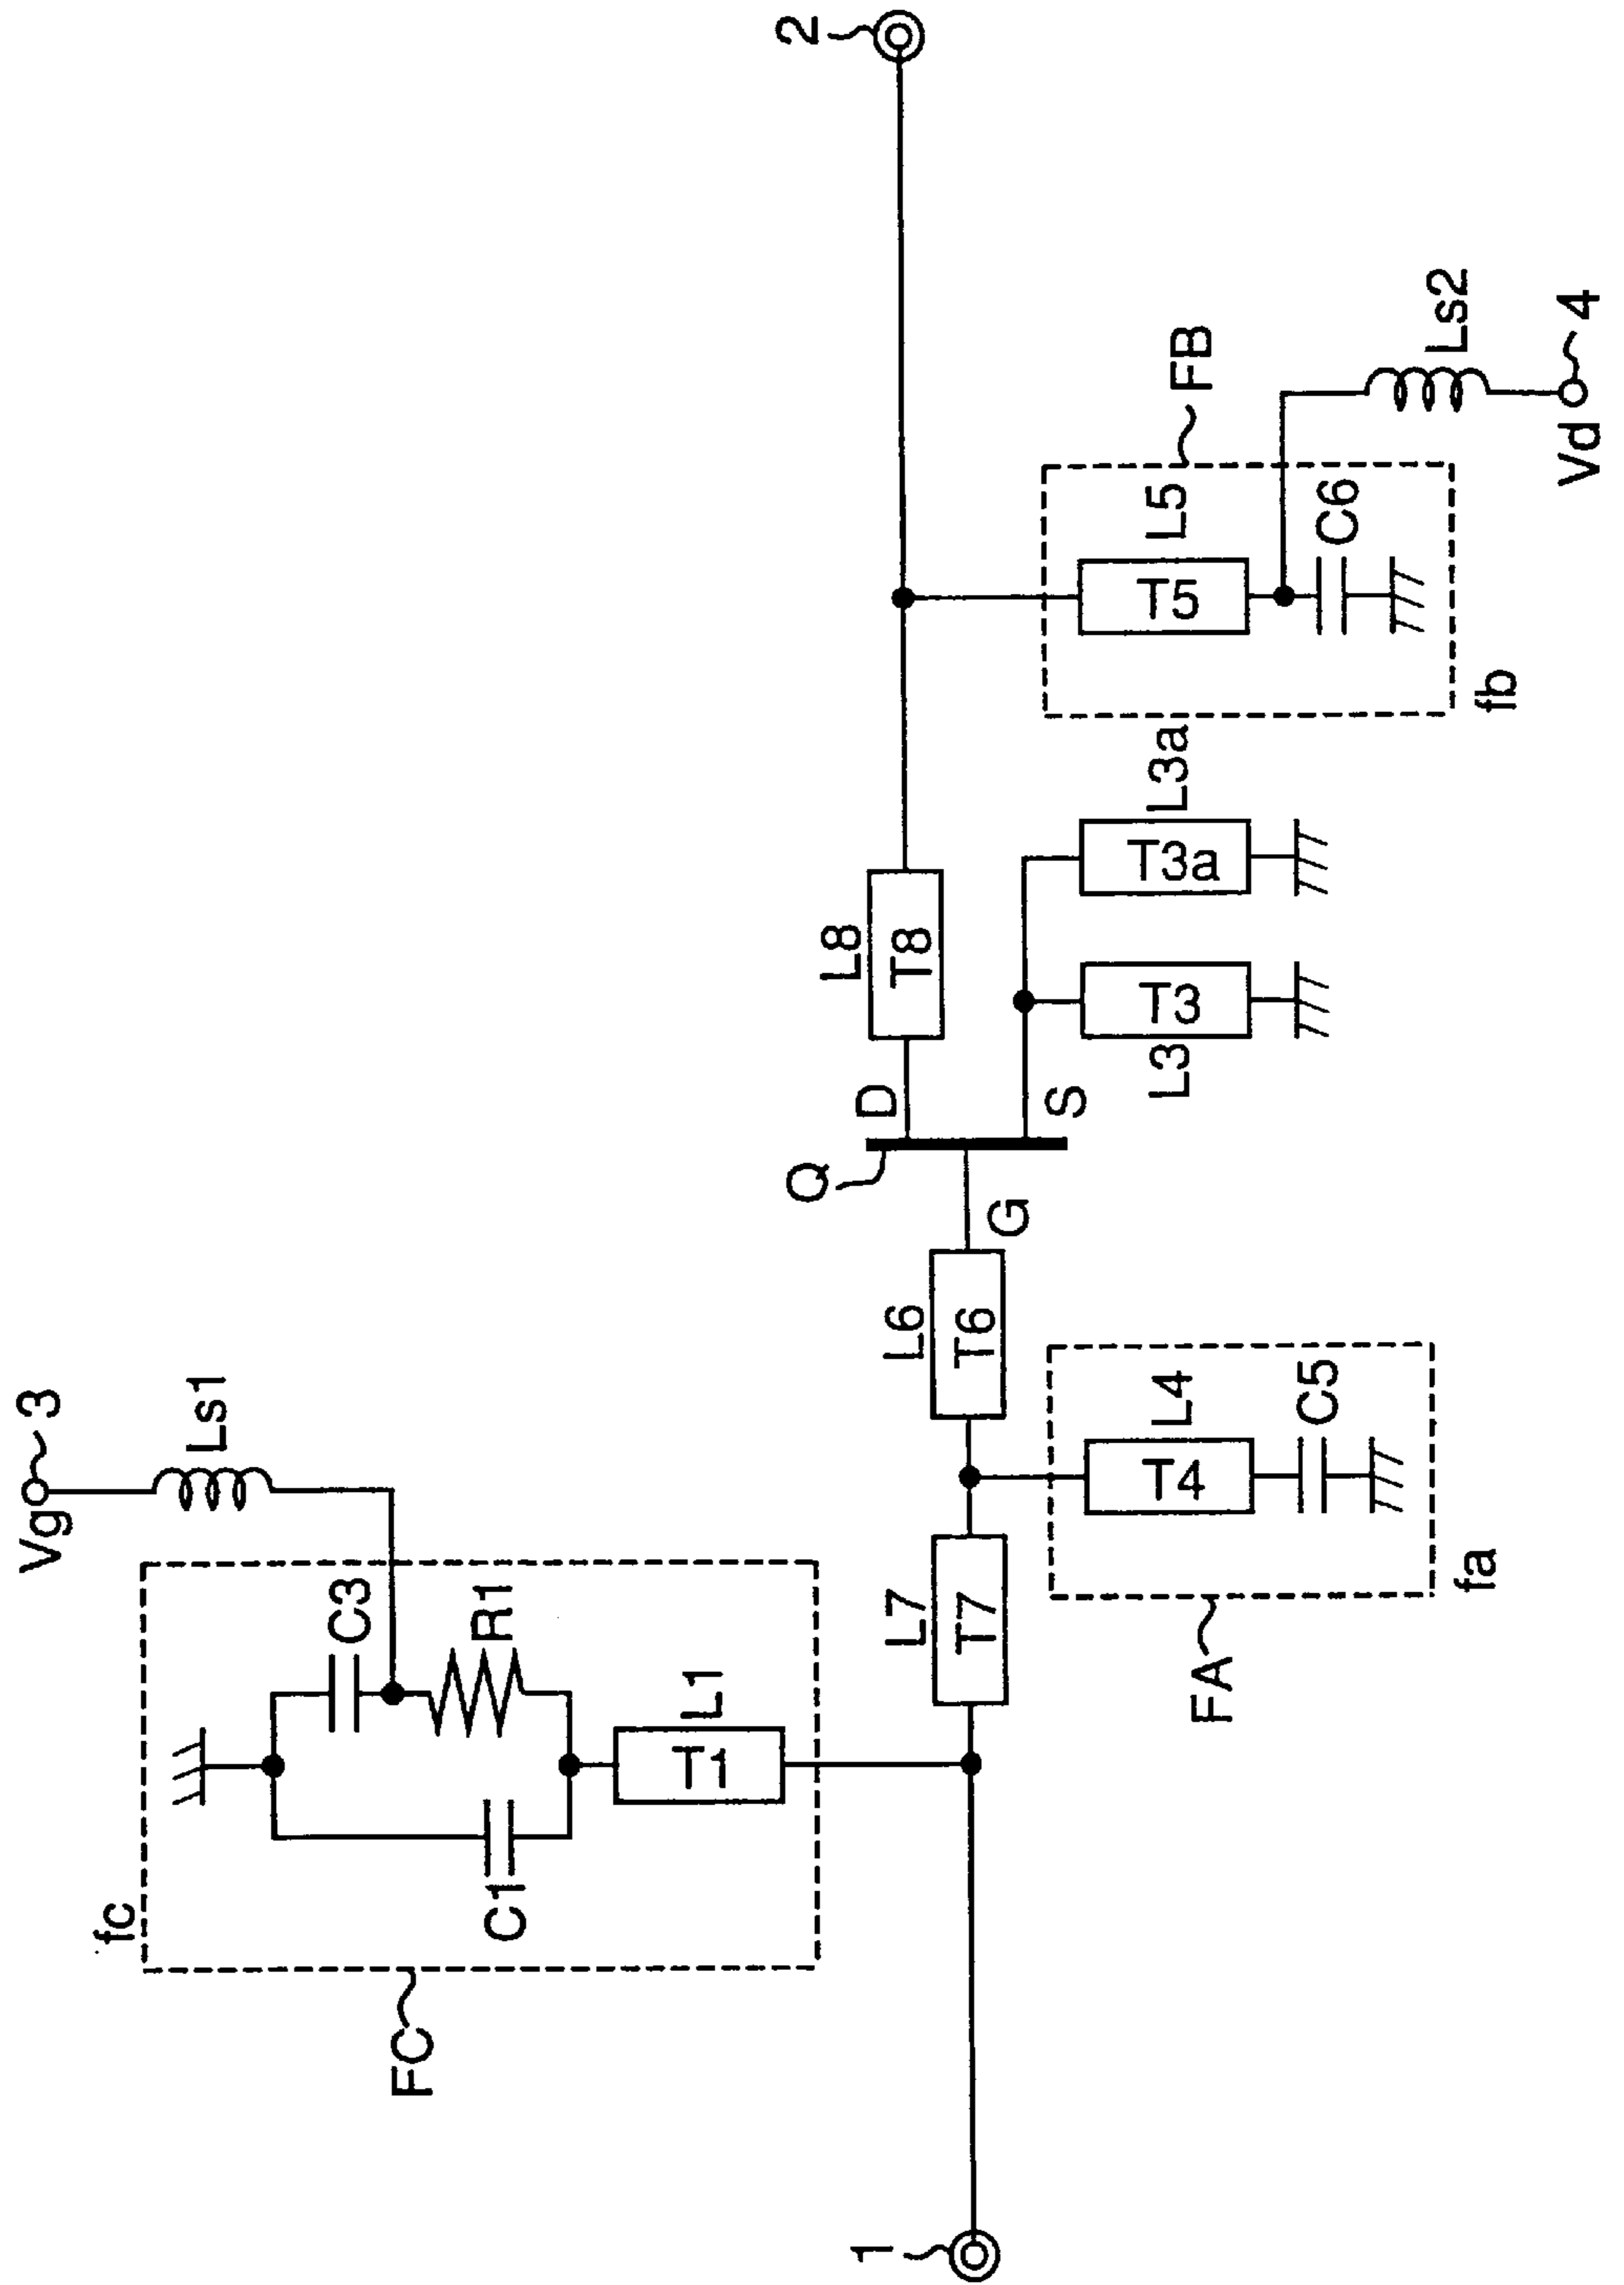 Vg
3
Ls1
fc
C3
R1
C1
L1
T1
FC
1
L7
T7
L6
T6
G
Q
D
S
L8
T8
2
FA
L4
T4
C5
fa
L3
T3
L3a
T3a
FB
L5
T5
C6
fb
Ls2
Vd
4